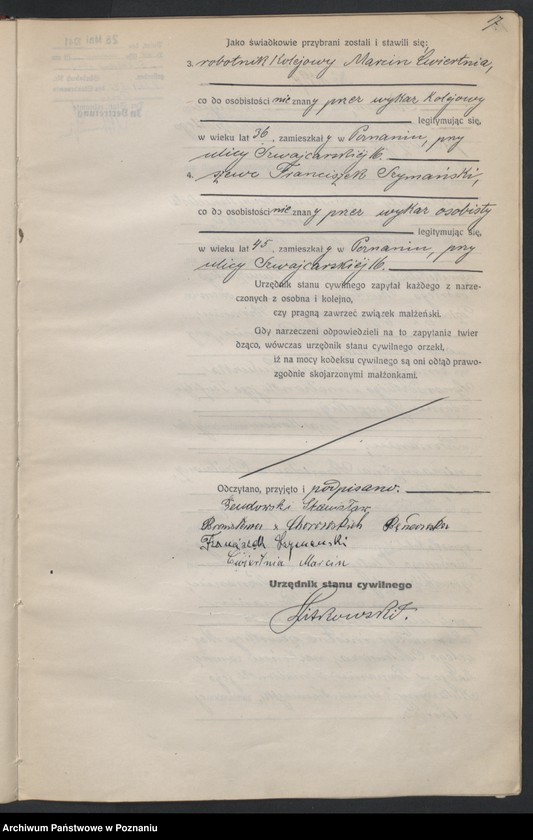 7
Jako świadkowie przybrani zostali i stawili się;
3. robotnik kolejowy Marcin Ćwiertnia,
co do osobistości nie znany przez wykaz kolejowy
legitymując się,
w wieku lat 36, zamieszkały w Poznaniu, przy
ulicy Szwajcarskiej 16.
4. szewc Franciszek Szymański,
co do osobistości nie znany przez wykaz osobisty
legitymując się,
w wieku lat 45, zamieszkały w Poznaniu, przy
ulicy Szwajcarskiej 16.
Urzędnik stanu cywilnego zapytał każdego z narze-
czonych z osobna i kolejno,
czy pragną zawrzeć związek małżeński.
Gdy narzeczeni odpowiedzieli na to zapytanie twier
dząco, wówczas urzędnik stanu cywilnego orzekł,
iż na mocy kodeksu cywilnego są oni odtąd prawo-
zgodnie skojarzonymi małżonkami.
Odczytano, przyjęto i podpisano.
Stanisław
z
Franciszek Szymanski
Ćwiertnia Marcin
Urzędnik stanu cywilnego
Witkowski.
Archiwum Państwowe w Poznaniu